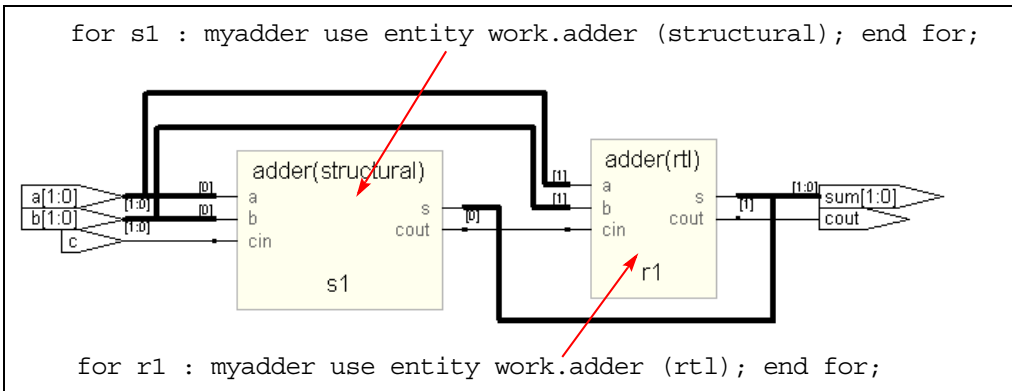 for s1 : myadder use entity work.adder (structural); end for;
adder(structural)
adder(rtl)
a[1:0]
b[1:0]
c
[0]
[1:0]
[0]
[1:0]
a
b
cin
s
cout
s1
[0]
[1]
[1]
a
b
cin
s
cout
r1
[1]
[1:0]
sum[1:0]
cout
for r1 : myadder use entity work.adder (rtl); end for;